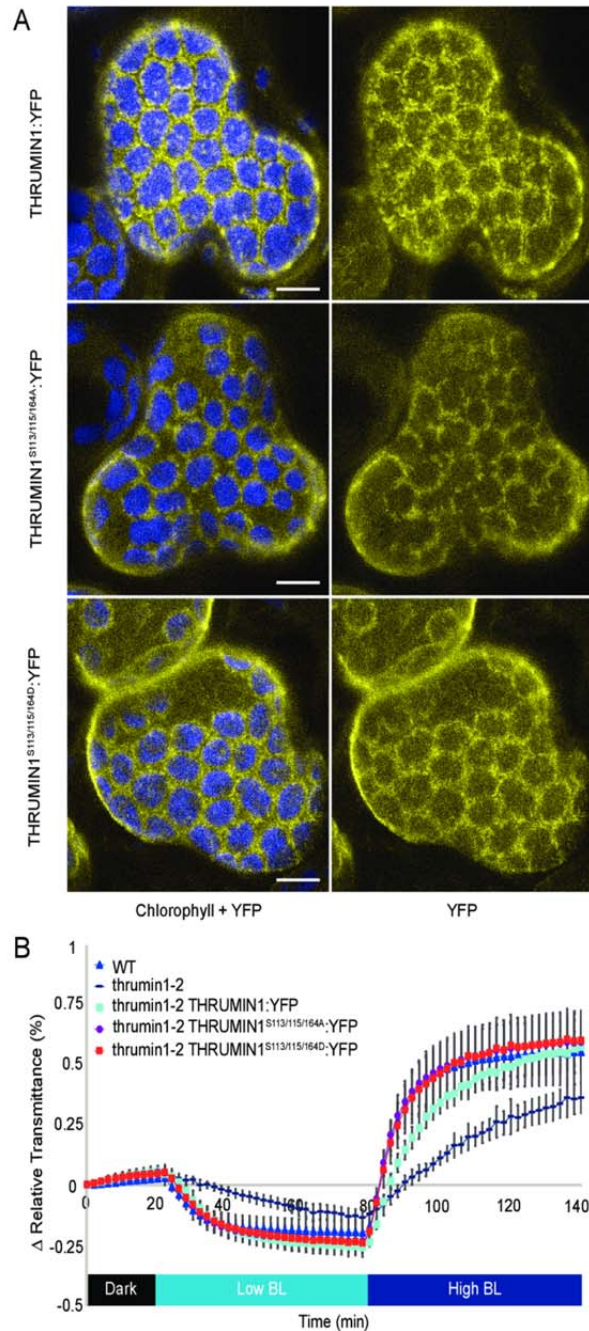 A
THRUMIN1:YFP
THRUMIN1S113/115/164A:YFP
THRUMIN1S113/115/164D:YFP
Chlorophyll + YFP
YFP
B
WT
thrumin1-2
thrumin1-2 THRUMIN1:YFP
thrumin1-2 THRUMIN1S113/115/164A:YFP
thrumin1-2 THRUMIN1S113/115/164D:YFP
Δ Relative Transmittance (%)
1
0.75
0.5
0.25
0
-0.25
-0.5
0 20 40 60 80 100 120 140
Dark
Low BL
High BL
Time (min)